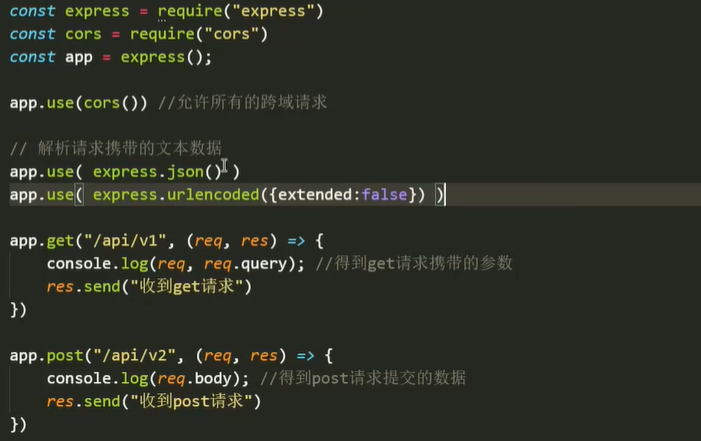 const express = require("express")
const cors = require("cors")
const app = express();
app.use(cors()) //允许所有的跨域请求
// 解析请求携带的文本数据
app.use( express.json() )
app.use( express.urlencoded({extended:false}) )
app.get("/api/v1", (req, res) => {
console.log(req, req.query); //得到get请求携带的参数
res.send("收到get请求")
})
app.post("/api/v2", (req, res) => {
console.log(req.body); //得到post请求提交的数据
res.send("收到post请求")
})